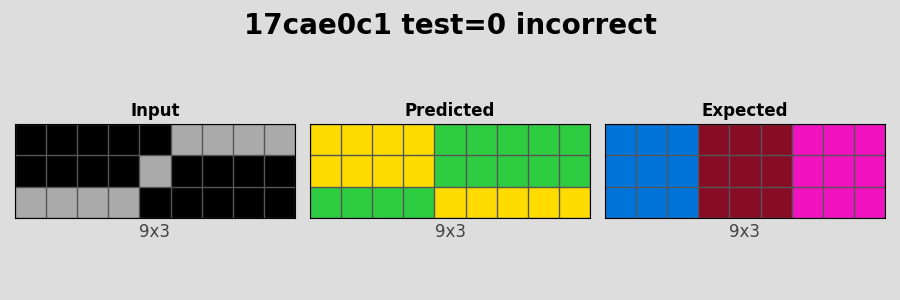 17cae0c1 test=0 incorrect
Input
Predicted
Expected
9x3
9x3
9x3